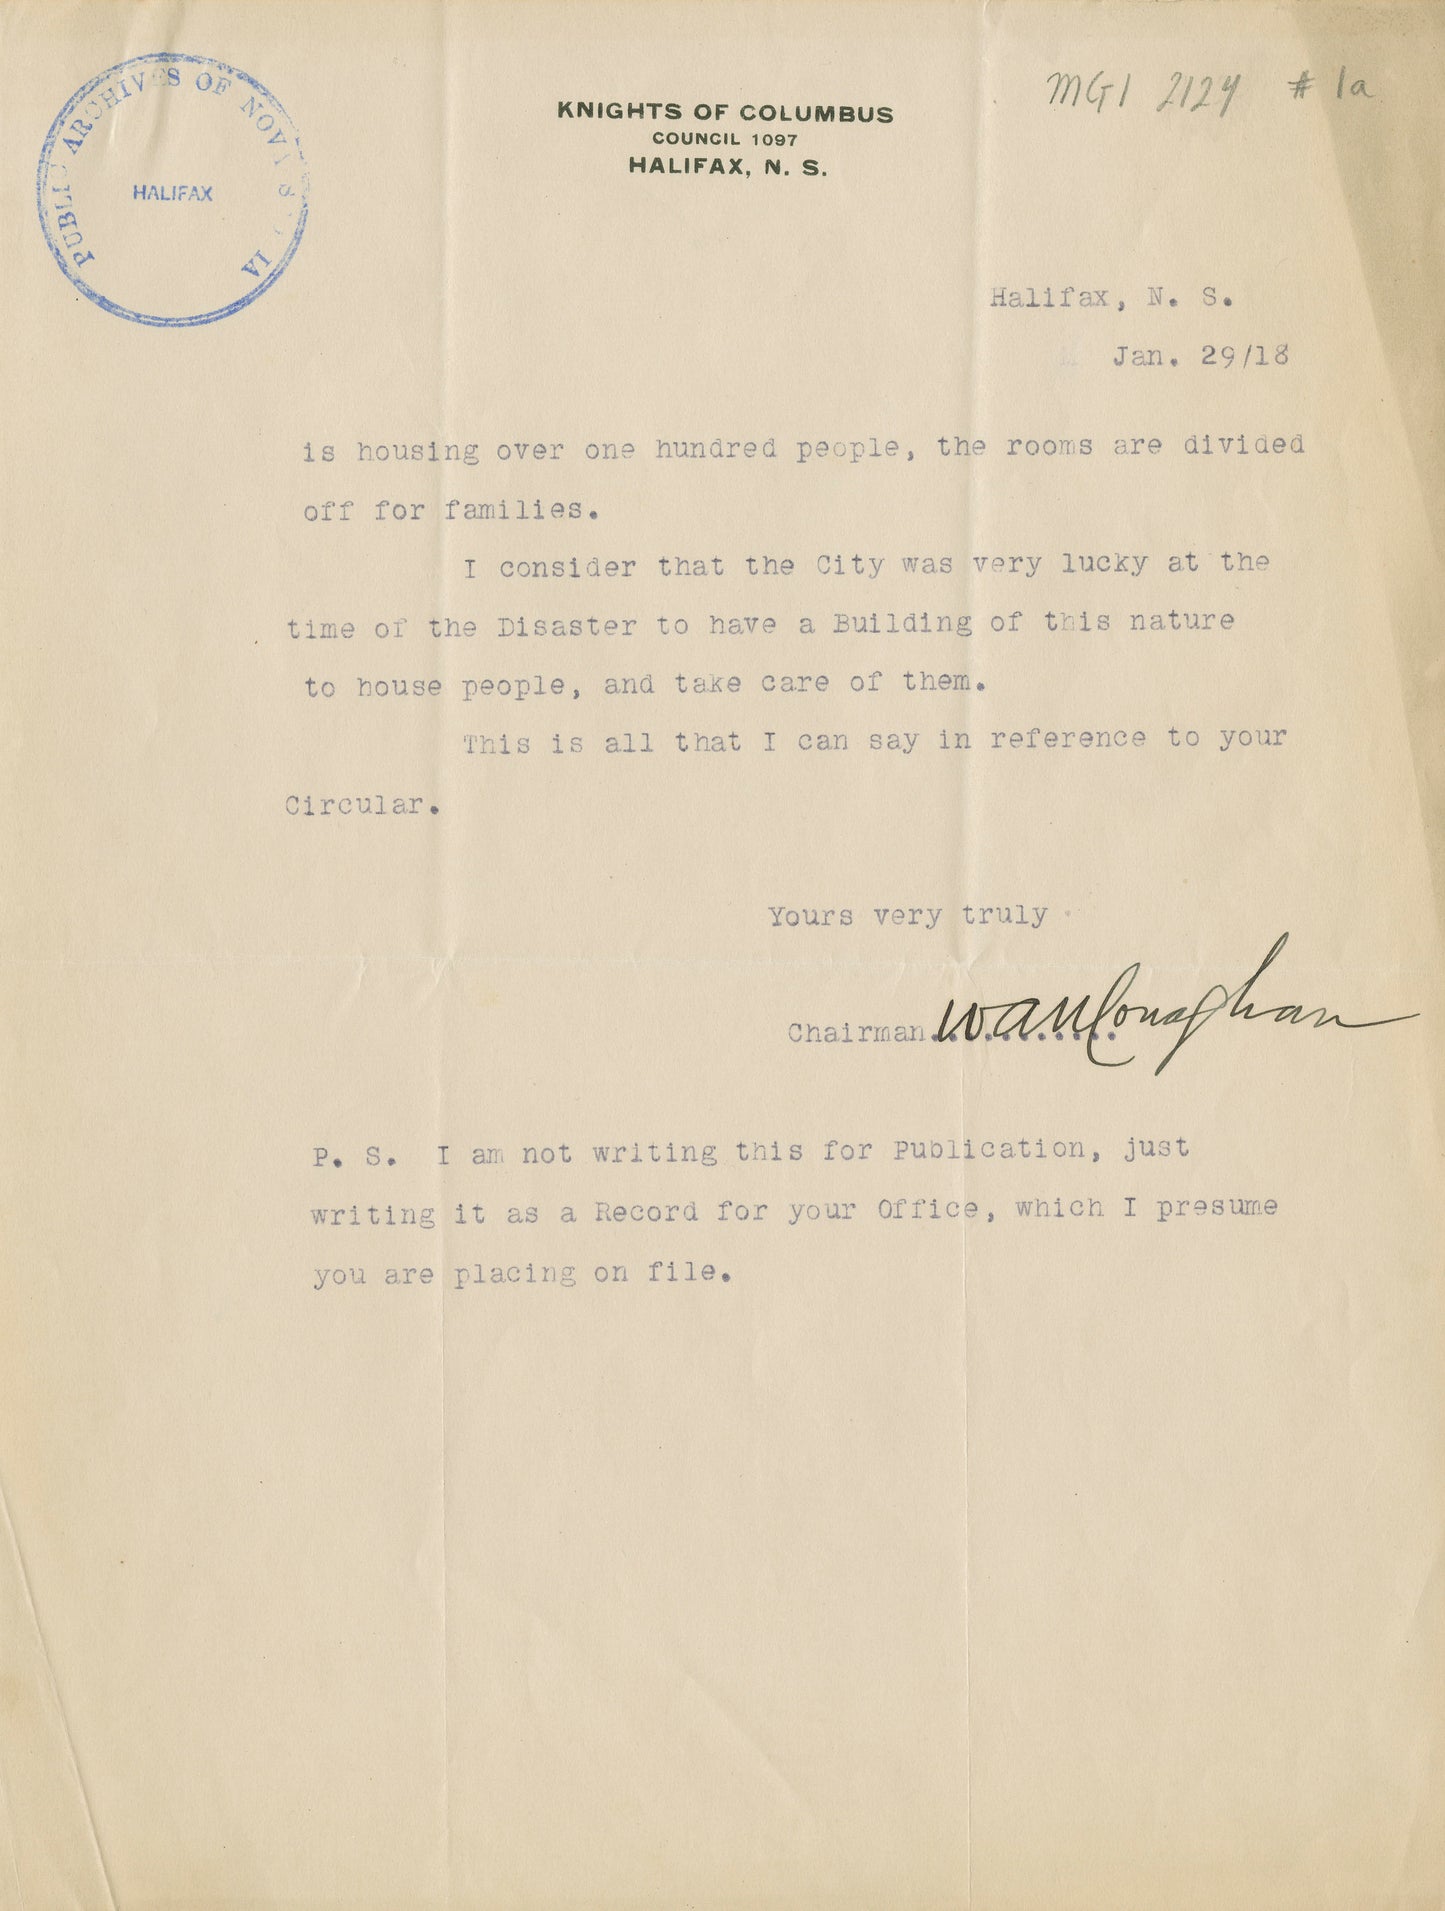 PUBLIC ARCHIVES OF NOVA SCOTIA
HALIFAX
MG1 2124 # 1a
KNIGHTS OF COLUMBUS
COUNCIL 1097
HALIFAX, N. S.
Halifax, N. S.
Jan. 29/18
is housing over one hundred people, the rooms are divided
off for families.
I consider that the City was very lucky at the
time of the Disaster to have a Building of this nature
to house people, and take care of them.
This is all that I can say in reference to your
Circular.
Yours very truly
Chairman...........
P. S. I am not writing this for Publication, just
writing it as a Record for your Office, which I presume
you are placing on file.